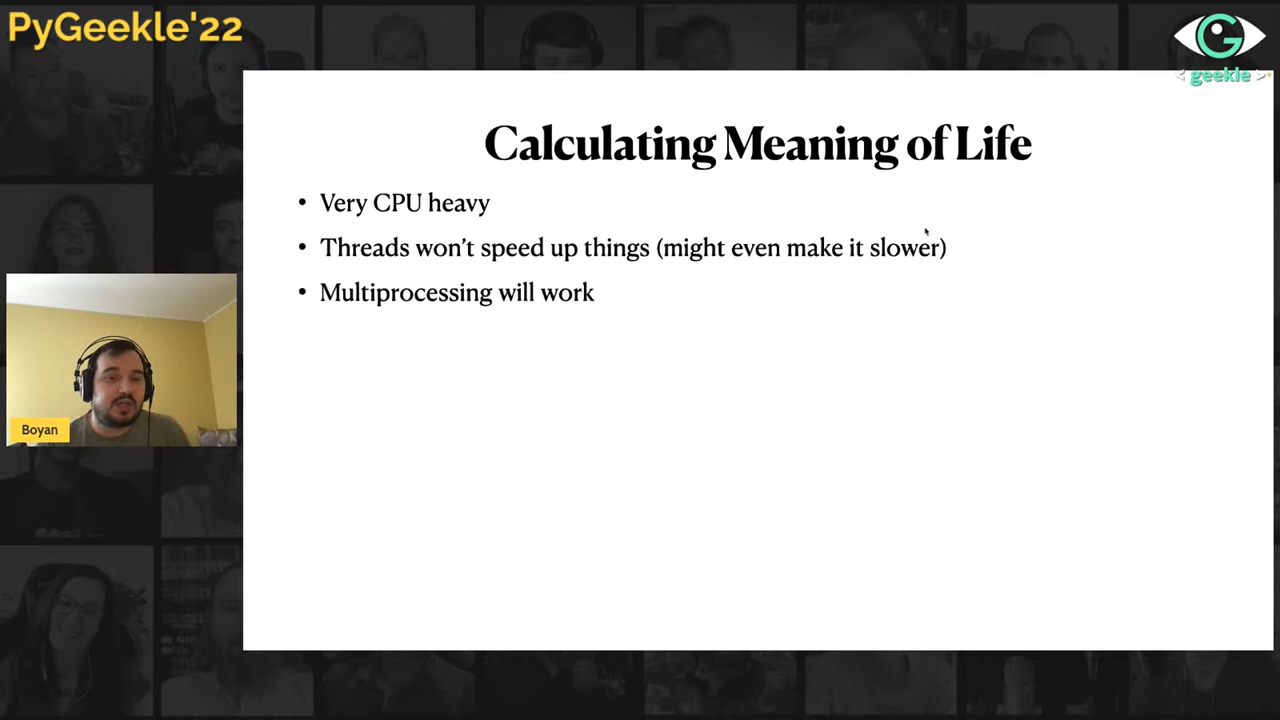 PyGeekle'22
G
< geekle >
Calculating Meaning of Life
• Very CPU heavy
• Threads won’t speed up things (might even make it slower)
• Multiprocessing will work
Boyan